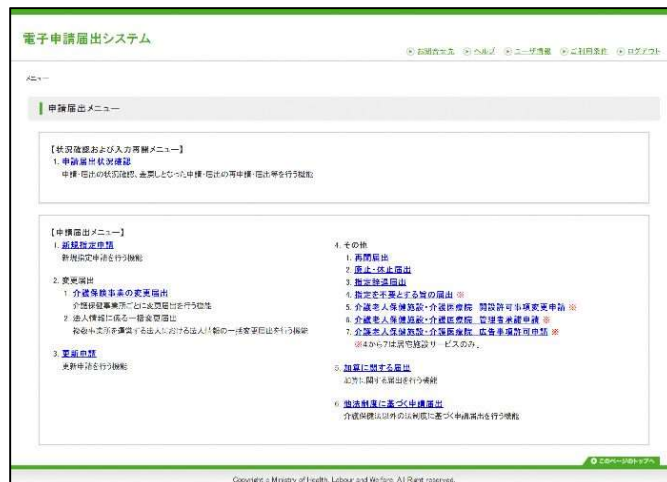 電子申請届出システム
お問合せ先 ヘルプ ユーザ情報 ご利用条件 ログアウト
メニュー
申請届出メニュー
【状況確認および入力再開メニュー】
1. 申請届出状況確認
申請・届出の状況確認、差戻しとなった申請・届出の再申請・届出等を行う機能
【申請届出メニュー】
1. 新規指定申請
新規指定申請を行う機能
2. 変更届出
1. 介護保険事業の変更届出
介護保険事業所ごとに変更届出を行う機能
2. 法人情報に係る一括変更届出
複数事業所を運営する法人における法人情報の一括変更届出を行う機能
3. 更新申請
更新申請を行う機能
4. その他
1. 再開届出
2. 廃止・休止届出
3. 指定辞退届出
4. 指定を不要とする旨の届出 ※
5. 介護老人保健施設・介護医療院 開設許可事項変更申請 ※
6. 介護老人保健施設・介護医療院 管理者承認申請 ※
7. 介護老人保健施設・介護医療院 広告事項許可申請 ※
※4から7は居宅施設サービスのみ。
5. 加算に関する届出
加算に関する届出を行う機能
6. 他法制度に基づく申請届出
介護保険法以外の法制度に基づく申請届出を行う機能
このページのトップへ
Copyright © Ministry of Health, Labour and Welfare, All Right reserved.